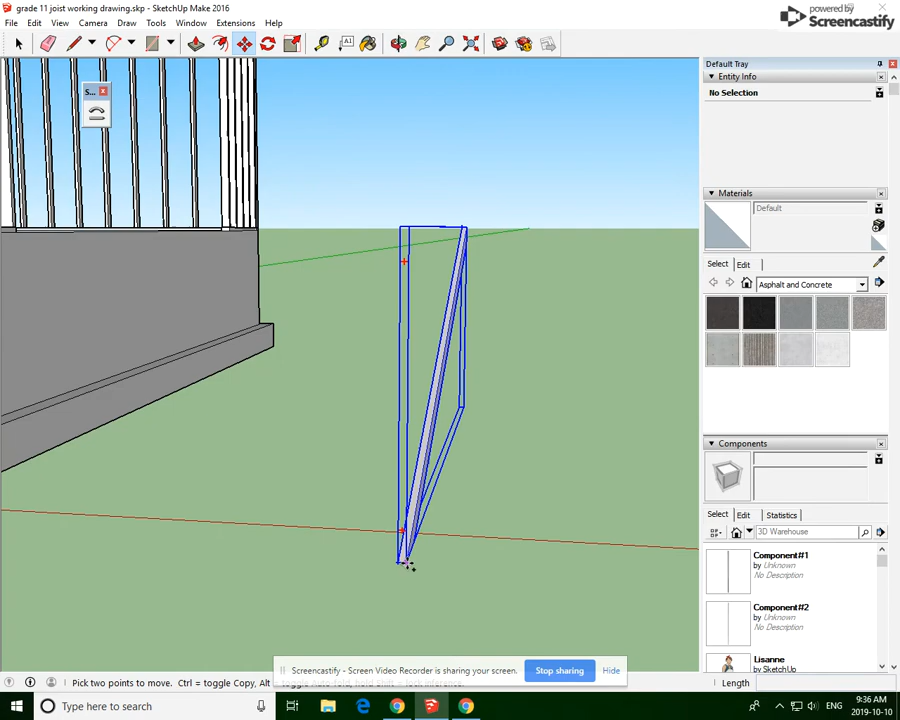 grade 11 joist working drawing.skp - SketchUp Make 2016
powered by
Screencastify
File Edit View Camera Draw Tools Window Extensions Help
A1
Default Tray
S...
Entity Info
No Selection
Materials
Default
Select Edit
Asphalt and Concrete
Components
Select Edit Statistics
3D Warehouse
Component#1
by Unknown
No Description
Component#2
by Unknown
No Description
Lisanne
by SketchUp
Screencastify - Screen Video Recorder is sharing your screen. Stop sharing Hide
Pick two points to move. Ctrl = toggle Copy, Alt
Length
Type here to search
ENG
9:36 AM
2019-10-10